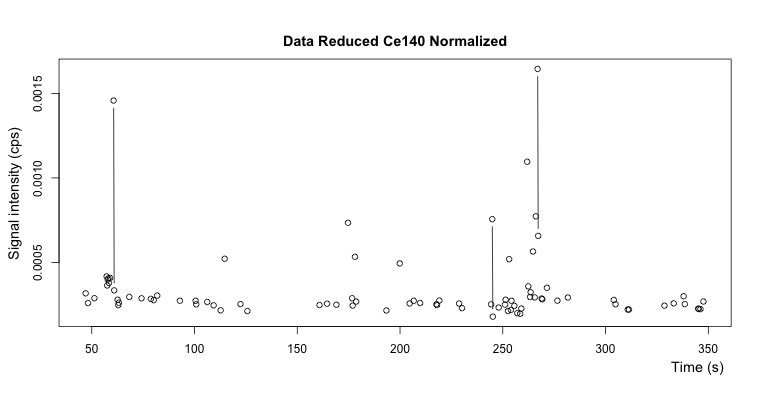 Data Reduced Ce140 Normalized
Signal intensity (cps)
0.0015
0.0010
0.0005
50 100 150 200 250 300 350
Time (s)